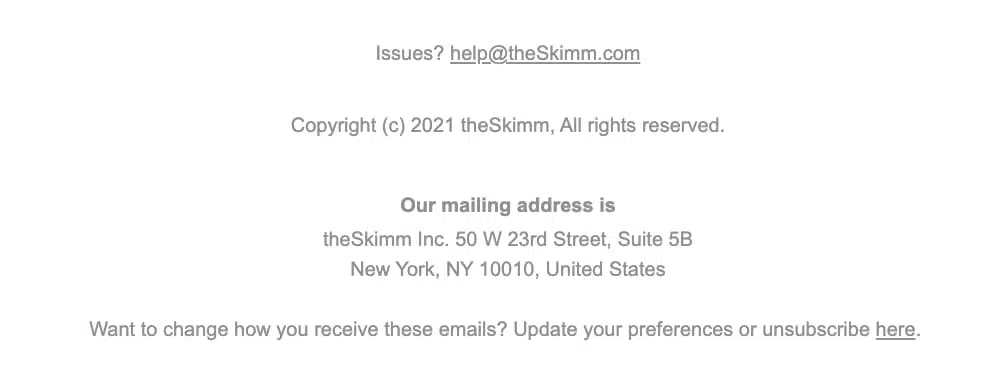 Issues? help@theSkimm.com
Copyright (c) 2021 theSkimm, All rights reserved.
Our mailing address is
theSkimm Inc. 50 W 23rd Street, Suite 5B
New York, NY 10010, United States
Want to change how you receive these emails? Update your preferences or unsubscribe here.